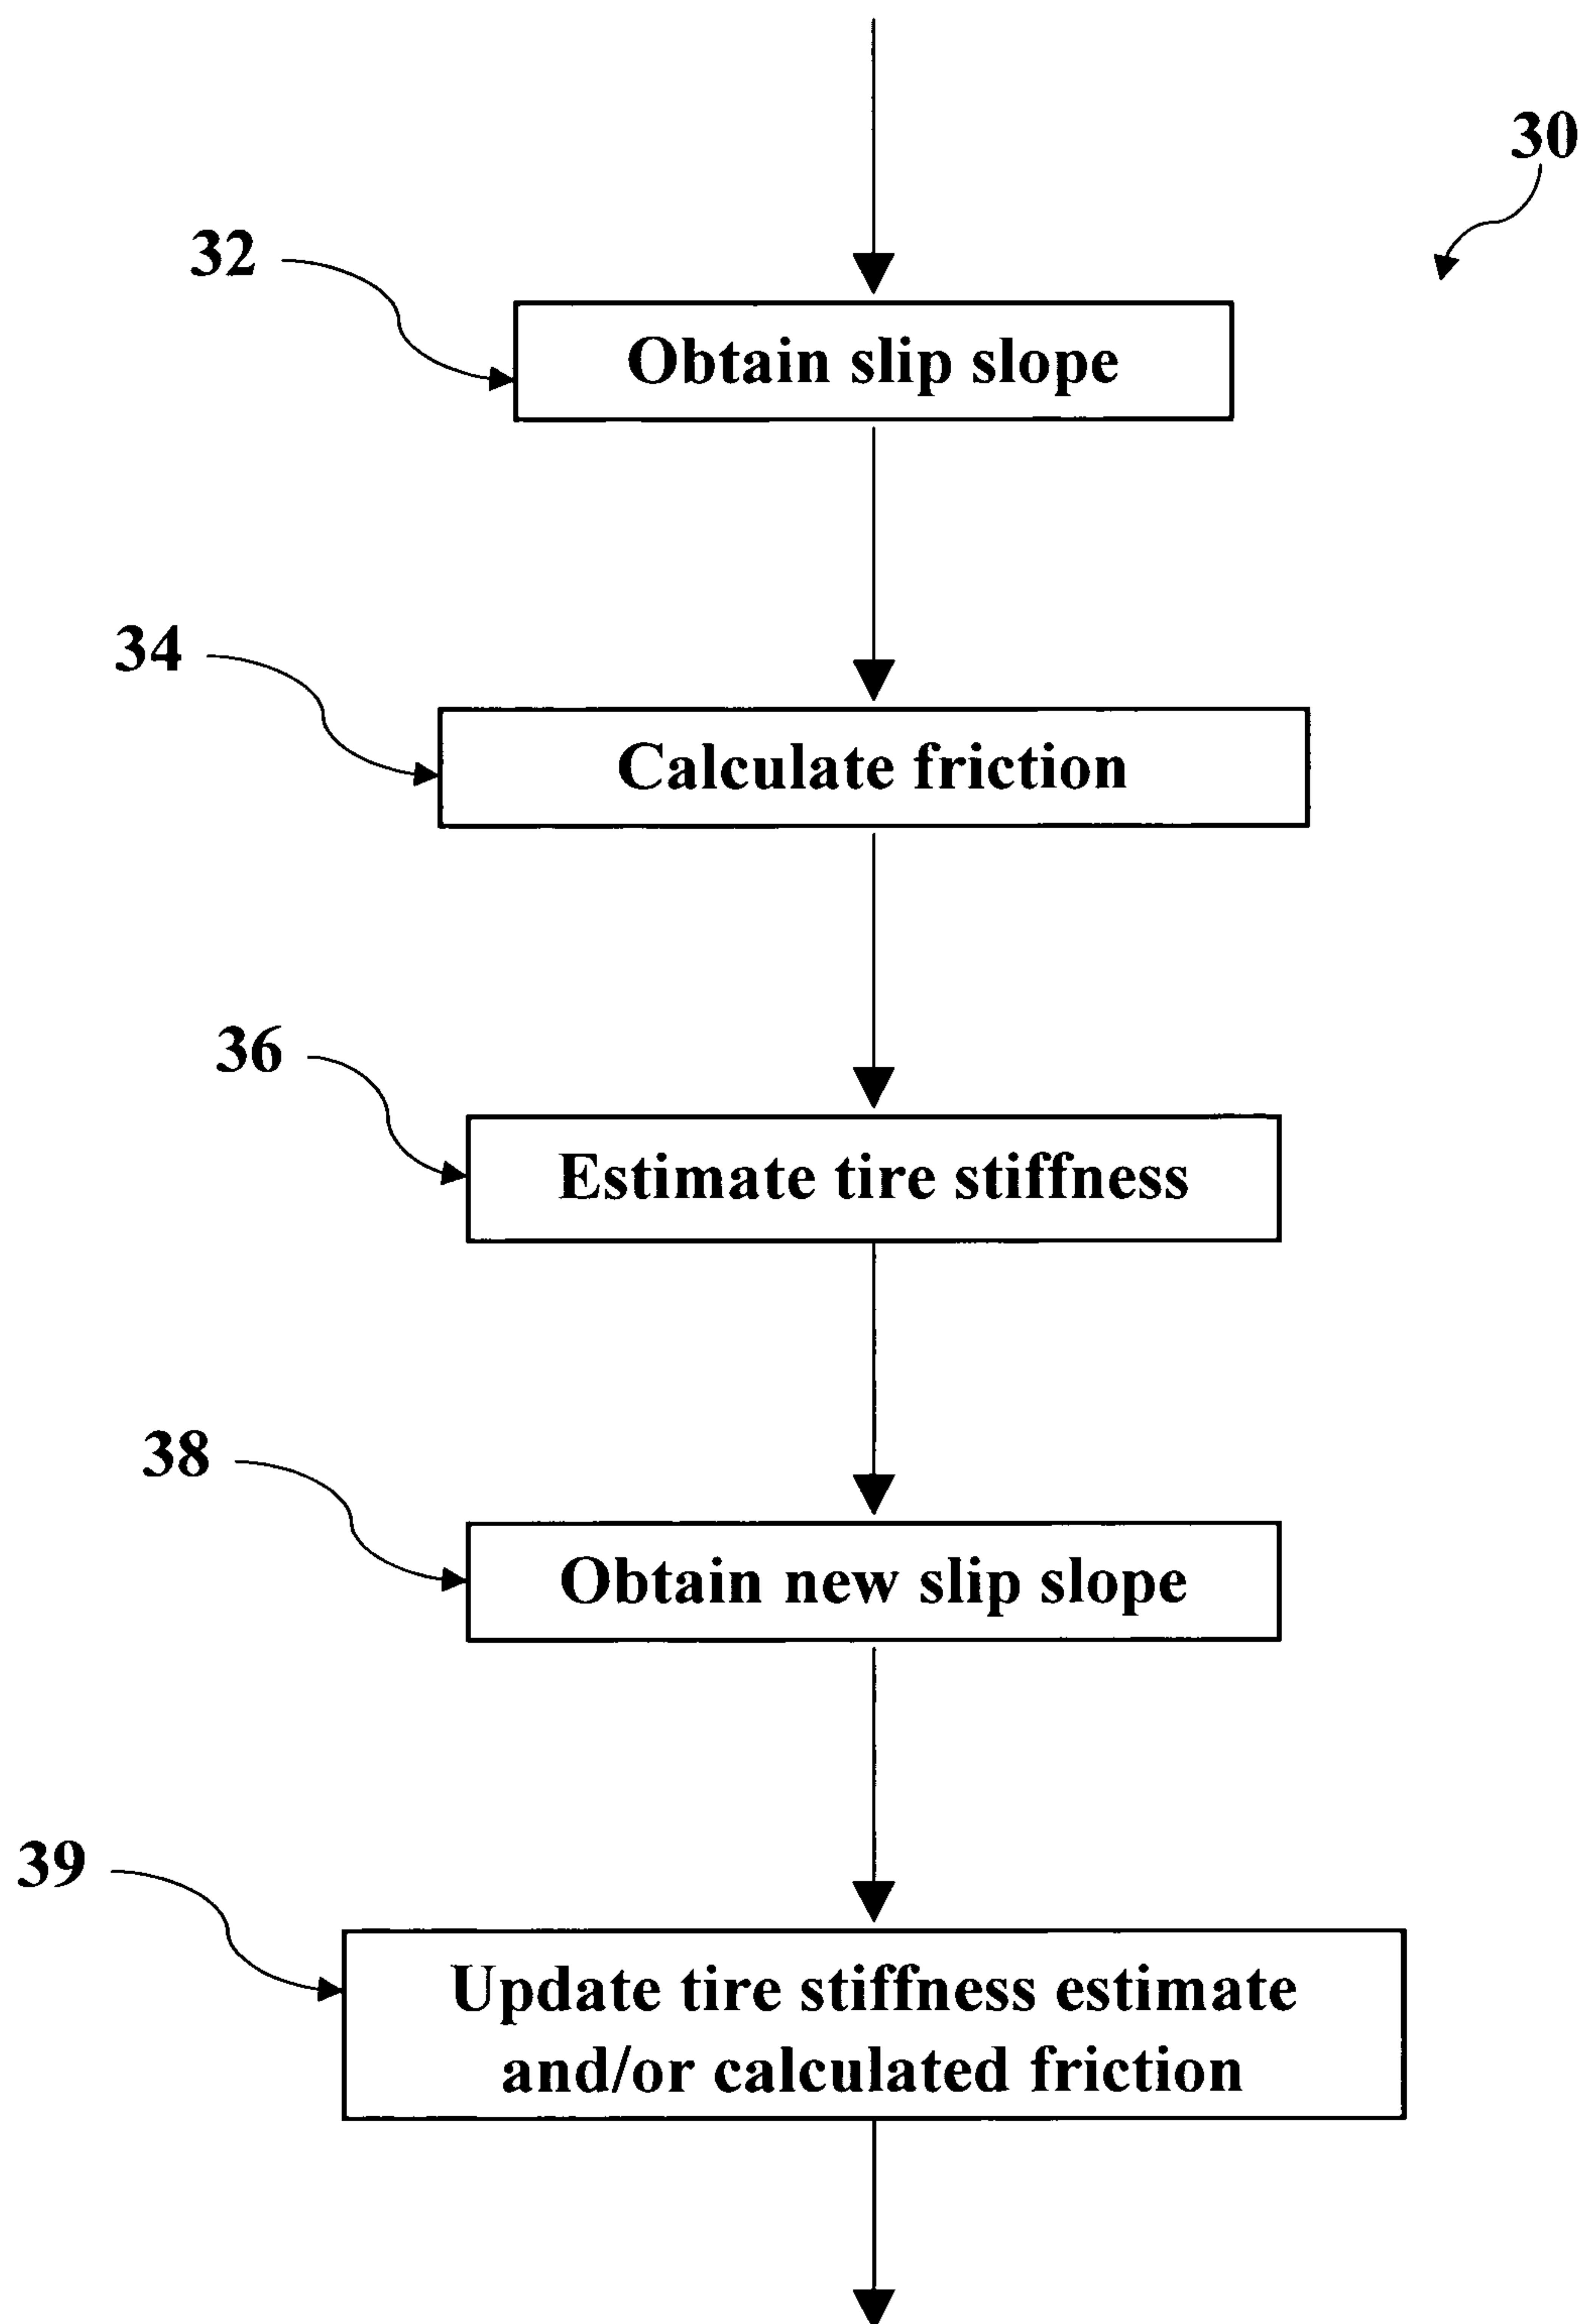 30
32
Obtain slip slope
34
Calculate friction
36
Estimate tire stiffness
38
Obtain new slip slope
39
Update tire stiffness estimate
and/or calculated friction